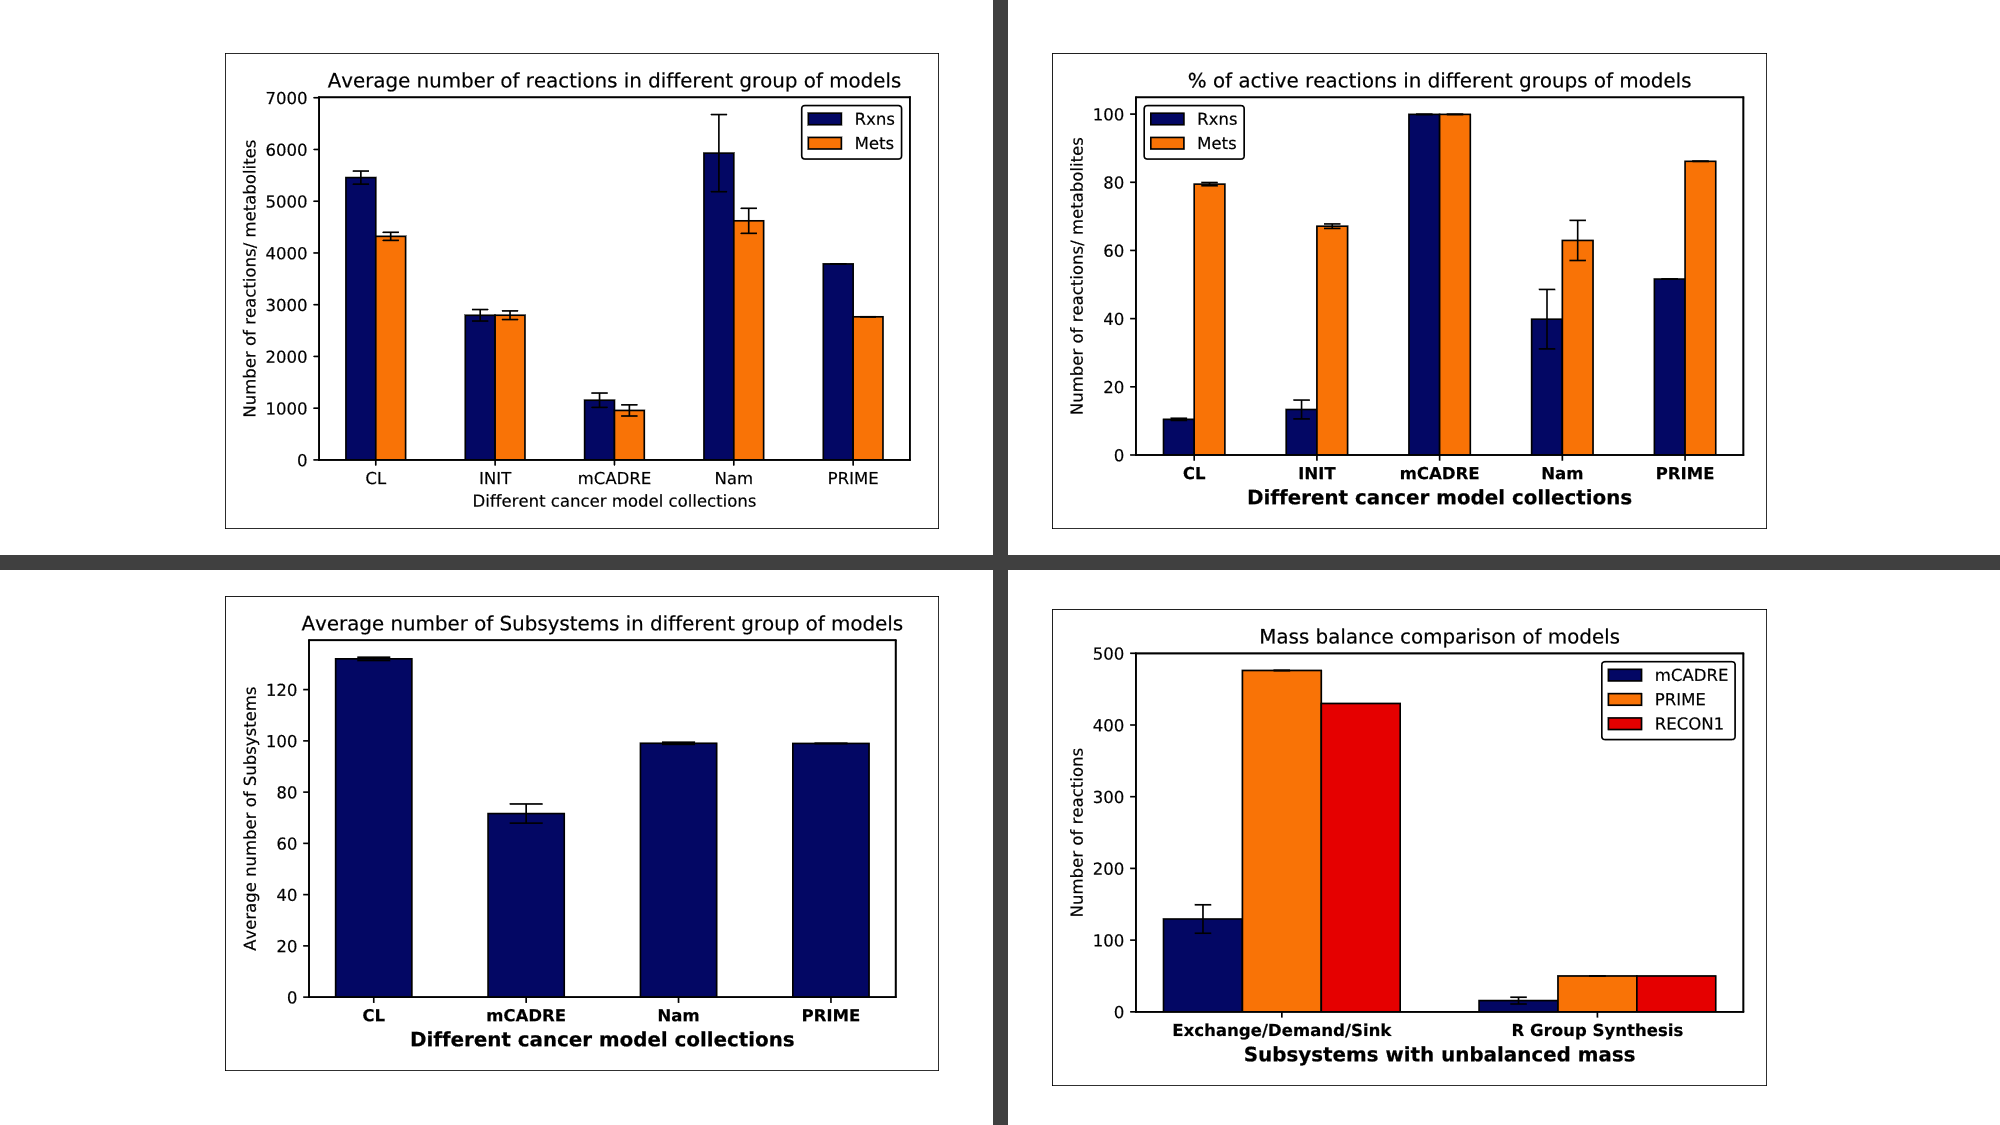 Average number of reactions in different group of models
Number of reactions/ metabolites
7000
6000
5000
4000
3000
2000
1000
0
Rxns
Mets
CL INIT mCADRE Nam PRIME
Different cancer model collections
% of active reactions in different groups of models
Number of reactions/ metabolites
100
80
60
40
20
0
Rxns
Mets
CL INIT mCADRE Nam PRIME
Different cancer model collections
Average number of Subsystems in different group of models
Average number of Subsystems
120
100
80
60
40
20
0
CL mCADRE Nam PRIME
Different cancer model collections
Mass balance comparison of models
Number of reactions
500
400
300
200
100
0
mCADRE
PRIME
RECON1
Exchange/Demand/Sink R Group Synthesis
Subsystems with unbalanced mass